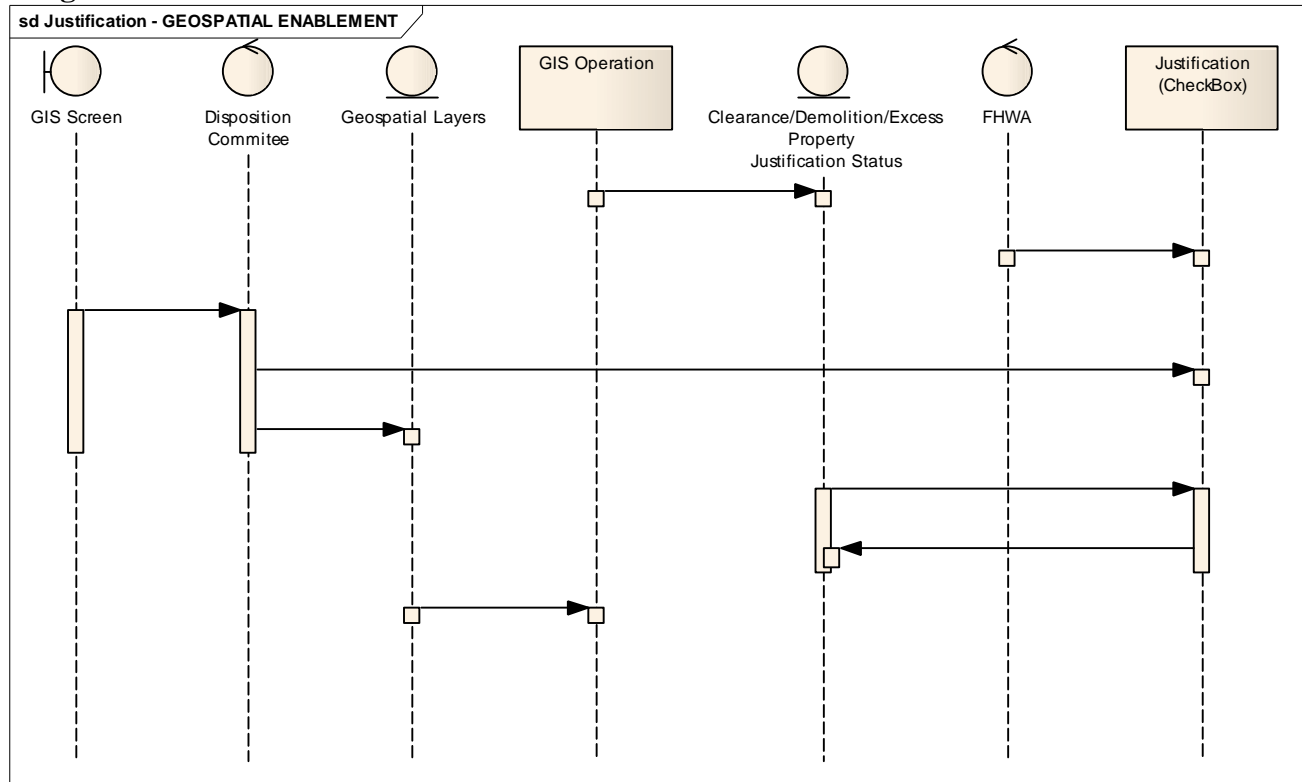 sd Justification - GEOSPATIAL ENABLEMENT
GIS Screen
Disposition
Commitee
Geospatial Layers
GIS Operation
Clearance/Demolition/Excess
Property
Justification Status
FHWA
Justification
(CheckBox)